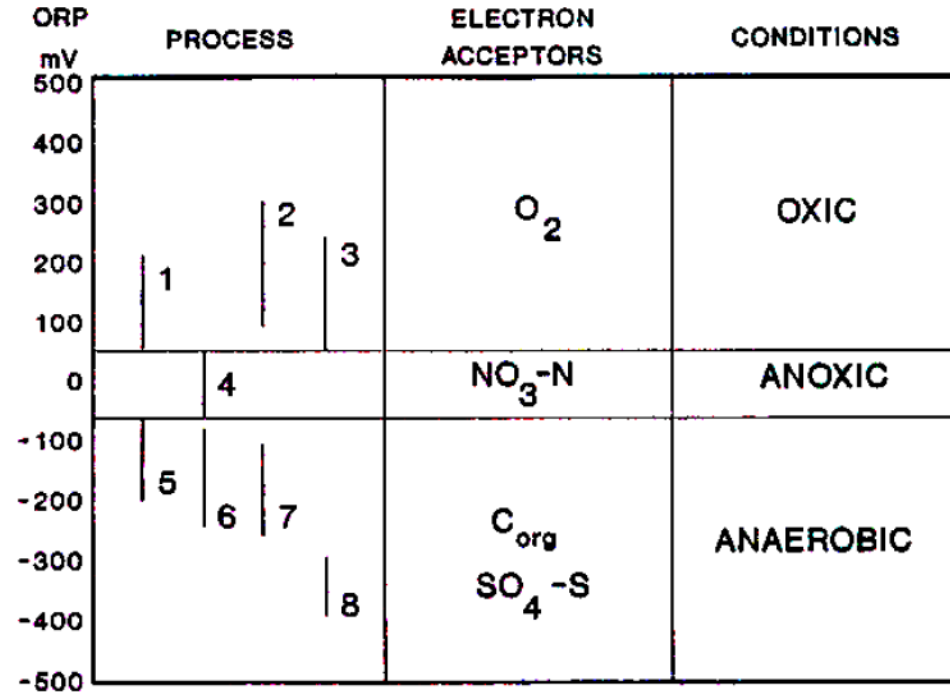 ORP mV
PROCESS
ELECTRON ACCEPTORS
CONDITIONS
500
400
300
200
100
0
-100
-200
-300
-400
-500
1
2
3
4
5
6
7
8
O2
OXIC
NO3-N
ANOXIC
Corg
SO4-S
ANAEROBIC